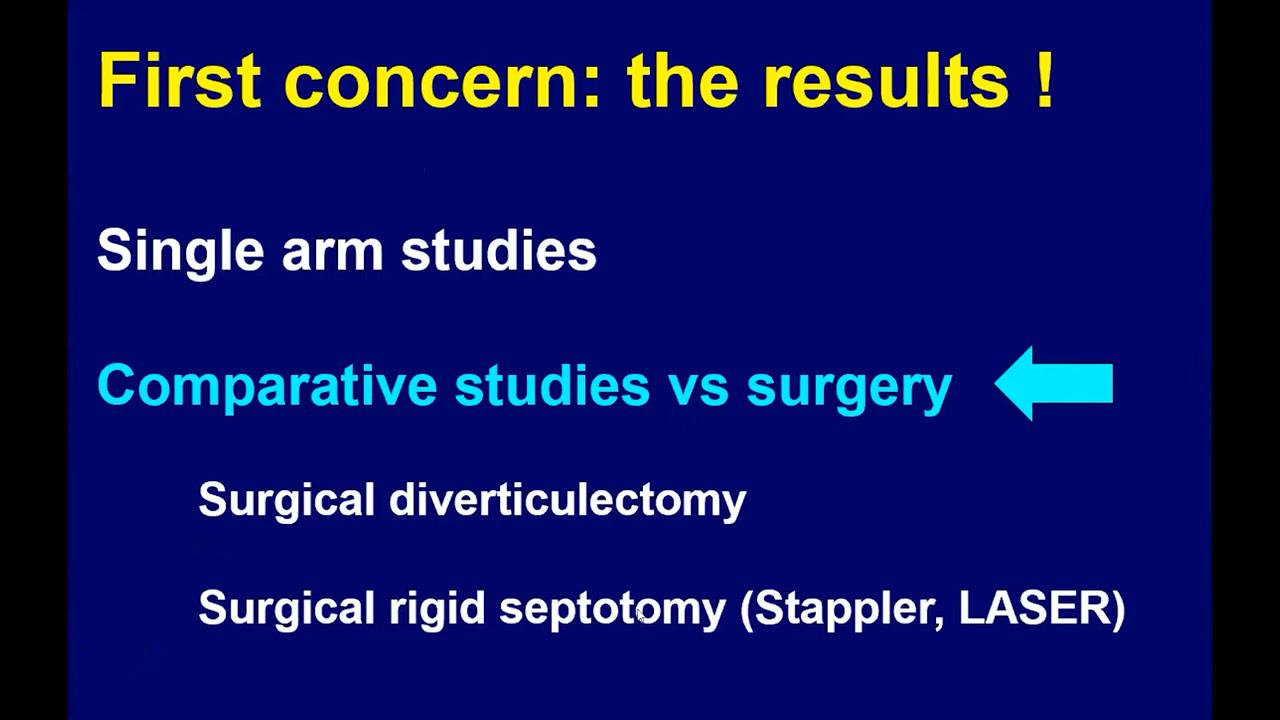 First concern: the results !
Single arm studies
Comparative studies vs surgery
Surgical diverticulectomy
Surgical rigid septotomy (Stappler, LASER)